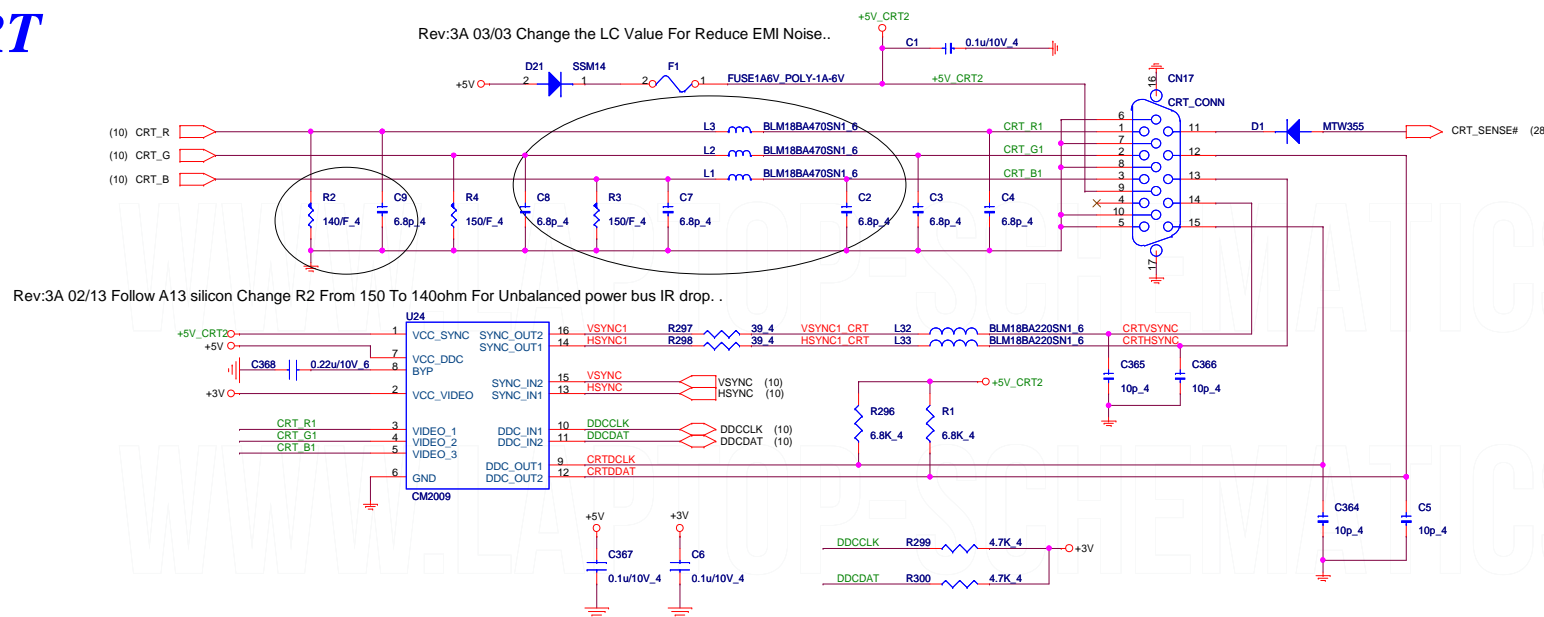 RT
Rev:3A 03/03 Change the LC Value For Reduce EMI Noise..
+5V_CRT2
C1 0.1u/10V_4
+5V 2 D21 1 SSM14 2 F1 1 FUSE1A6V_POLY-1A-6V +5V_CRT2
16 CN17
CRT_CONN
(10) CRT_R L3 BLM18BA470SN1_6 CRT_R1
(10) CRT_G L2 BLM18BA470SN1_6 CRT_G1
(10) CRT_B L1 BLM18BA470SN1_6 CRT_B1
6
1 11 D1 MTW355 CRT_SENSE# (28
7
2 12
8
3 13
9
4 14
10
5 15
17
R2 140/F_4
C9 6.8p_4
R4 150/F_4
C8 6.8p_4
R3 150/F_4
C7 6.8p_4
C2 6.8p_4
C3 6.8p_4
C4 6.8p_4
Rev:3A 02/13 Follow A13 silicon Change R2 From 150 To 140ohm For Unbalanced power bus IR drop. .
U24
+5V_CRT2 1 VCC_SYNC SYNC_OUT2 16 VSYNC1 R297 39_4 VSYNC1_CRT L32 BLM18BA220SN1_6 CRTVSYNC
+5V 7 VCC_DDC SYNC_OUT1 14 HSYNC1 R298 39_4 HSYNC1_CRT L33 BLM18BA220SN1_6 CRTHSYNC
C368 0.22u/10V_6 8 BYP
+3V 2 VCC_VIDEO
SYNC_IN2 15 VSYNC VSYNC (10)
SYNC_IN1 13 HSYNC HSYNC (10)
CRT_R1 3 VIDEO_1 DDC_IN1 10 DDCCLK DDCCLK (10)
CRT_G1 4 VIDEO_2 DDC_IN2 11 DDCDAT DDCDAT (10)
CRT_B1 5 VIDEO_3
DDC_OUT1 9 CRTDCLK
6 GND DDC_OUT2 12 CRTDDAT
CM2009
+5V_CRT2
R296 6.8K_4
R1 6.8K_4
C365 10p_4
C366 10p_4
C364 10p_4
C5 10p_4
+5V
C367 0.1u/10V_4
+3V
C6 0.1u/10V_4
DDCCLK R299 4.7K_4 +3V
DDCDAT R300 4.7K_4
WWW.LAPTOP-SCHEMATICS
WWW.LAPTOP-SCHEMATICS